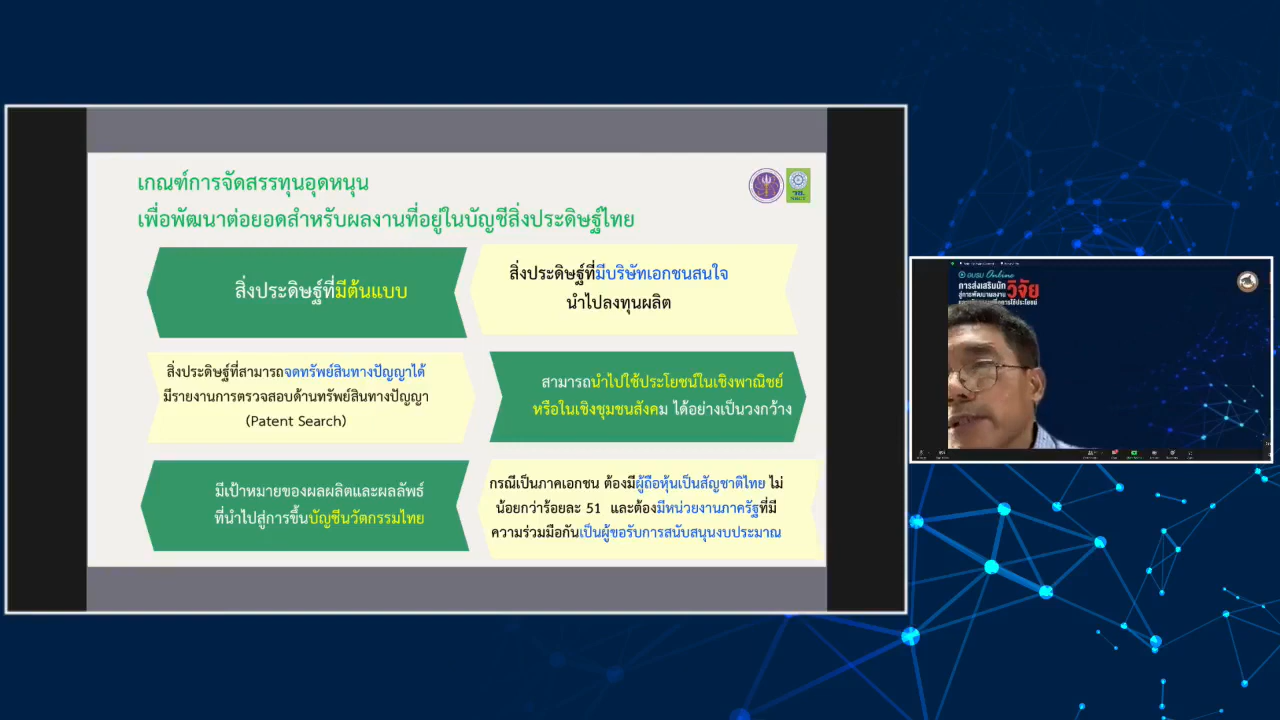 เกณฑ์การจัดสรรทุนอุดหนุน
เพื่อพัฒนาต่อยอดสำหรับผลงานที่อยู่ในบัญชีสิ่งประดิษฐ์ไทย
สิ่งประดิษฐ์ที่มีต้นแบบ
สิ่งประดิษฐ์ที่มีบริษัทเอกชนสนใจ
นำไปลงทุนผลิต
สิ่งประดิษฐ์ที่สามารถจดทรัพย์สินทางปัญญาได้
มีรายงานการตรวจสอบด้านทรัพย์สินทางปัญญา
(Patent Search)
สามารถนำไปใช้ประโยชน์ในเชิงพาณิชย์
หรือในเชิงชุมชนสังคม ได้อย่างเป็นวงกว้าง
มีเป้าหมายของผลผลิตและผลลัพธ์
ที่นำไปสู่การขึ้นบัญชีนวัตกรรมไทย
กรณีเป็นภาคเอกชน ต้องมีผู้ถือหุ้นเป็นสัญชาติไทย ไม่
น้อยกว่าร้อยละ 51 และต้องมีหน่วยงานภาครัฐที่มี
ความร่วมมือกันเป็นผู้ขอรับการสนับสนุนงบประมาณ
อบรม Online
การส่งเสริมนัก
วิจัย